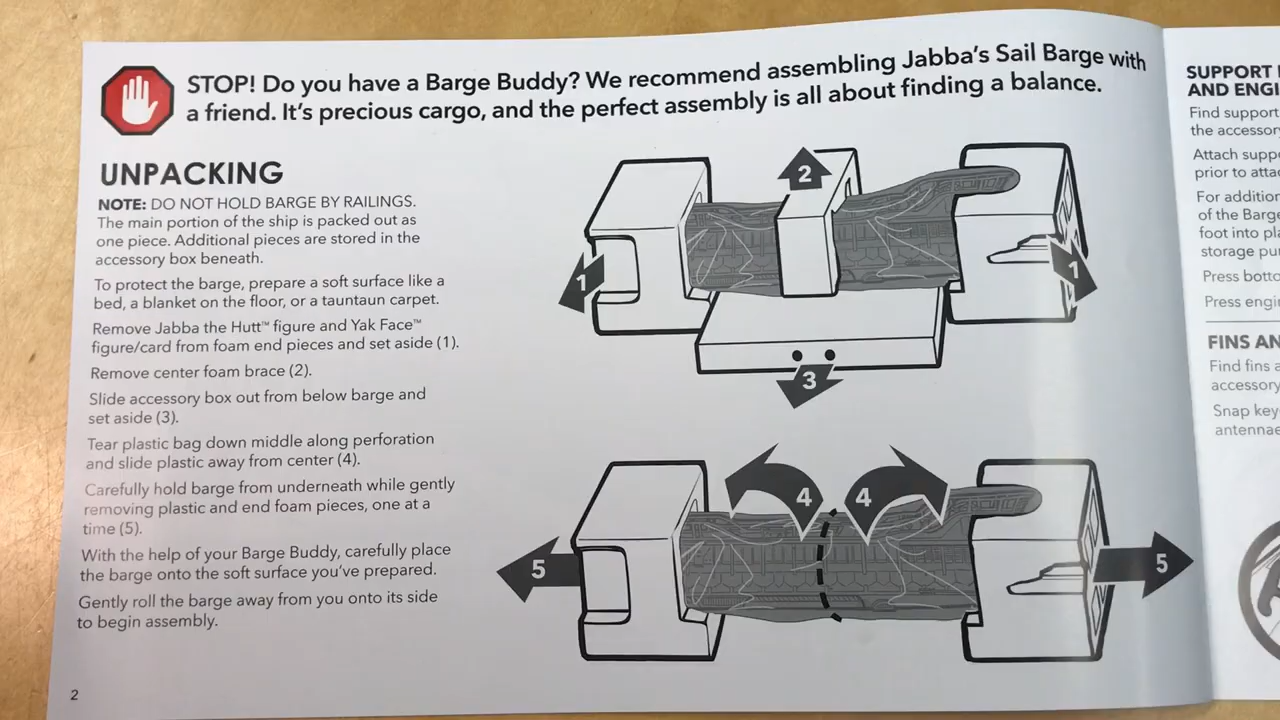 STOP! Do you have a Barge Buddy? We recommend assembling Jabba's Sail Barge with
a friend. It's precious cargo, and the perfect assembly is all about finding a balance.
UNPACKING
NOTE: DO NOT HOLD BARGE BY RAILINGS.
The main portion of the ship is packed out as
one piece. Additional pieces are stored in the
accessory box beneath.
To protect the barge, prepare a soft surface like a
bed, a blanket on the floor, or a tauntaun carpet.
Remove Jabba the Hutt™ figure and Yak Face™
figure/card from foam end pieces and set aside (1).
Remove center foam brace (2).
Slide accessory box out from below barge and
set aside (3).
Tear plastic bag down middle along perforation
and slide plastic away from center (4).
Carefully hold barge from underneath while gently
removing plastic and end foam pieces, one at a
time (5).
With the help of your Barge Buddy, carefully place
the barge onto the soft surface you've prepared.
Gently roll the barge away from you onto its side
to begin assembly.
2
1
2
1
3
4
4
5
5
SUPPORT
AND ENGI
Find support
the accessor
Attach supp
prior to atta
For addition
of the Barge
foot into pla
storage pu
Press botto
Press engi
FINS AN
Find fins a
accessory
Snap key
antennae